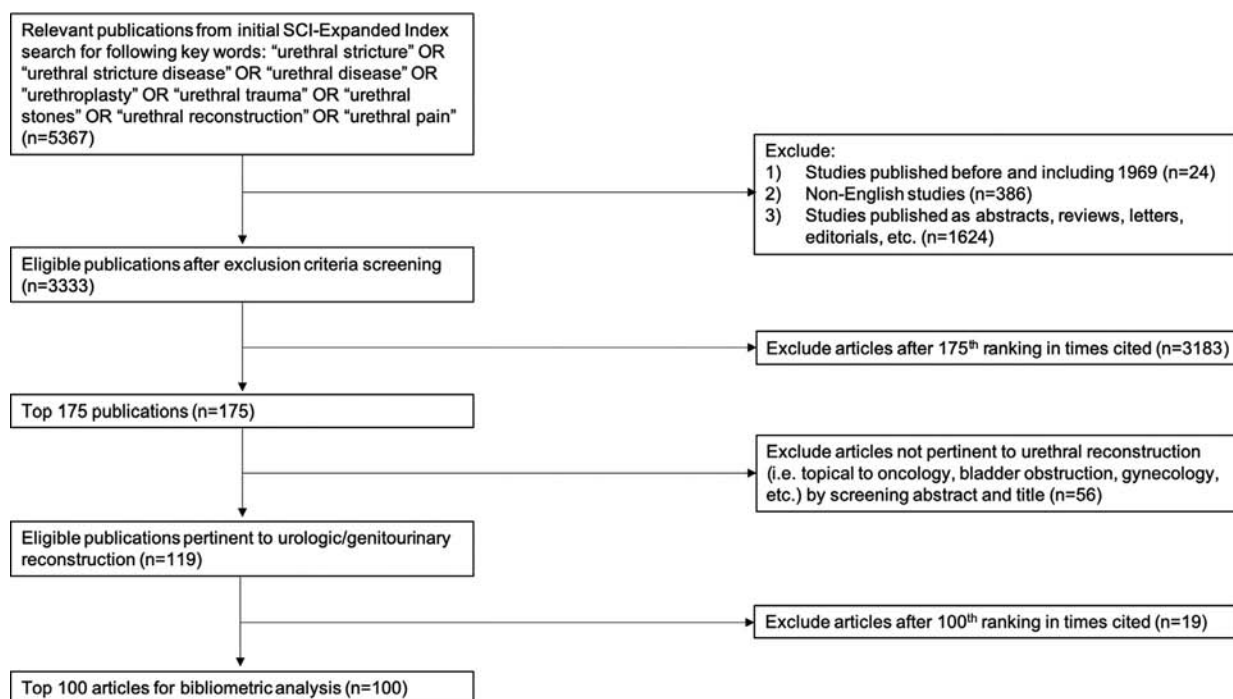 Relevant publications from initial SCI-Expanded Index
search for following key words: “urethral stricture” OR
“urethral stricture disease” OR “urethral disease” OR
"urethroplasty” OR “urethral trauma” OR “urethral
stones” OR “urethral reconstruction” OR “urethral pain”
(n=5367)
Exclude:
1) Studies published before and including 1969 (n=24)
2) Non-English studies (n=386)
3) Studies published as abstracts, reviews, letters,
editorials, etc. (n=1624)
Eligible publications after exclusion criteria screening
(n=3333)
Exclude articles after 175th ranking in times cited (n=3183)
Top 175 publications (n=175)
Exclude articles not pertinent to urethral reconstruction
(i.e. topical to oncology, bladder obstruction, gynecology,
etc.) by screening abstract and title (n=56)
Eligible publications pertinent to urologic/genitourinary
reconstruction (n=119)
Exclude articles after 100th ranking in times cited (n=19)
Top 100 articles for bibliometric analysis (n=100)